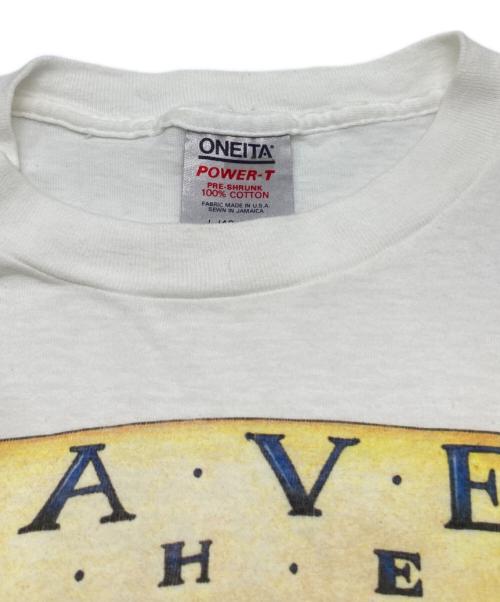 ONEITA®
POWER-T
PRE-SHRUNK
100% COTTON
FABRIC MADE IN U.S.A.
SEWN IN JAMAICA
A · V · E
· H · E